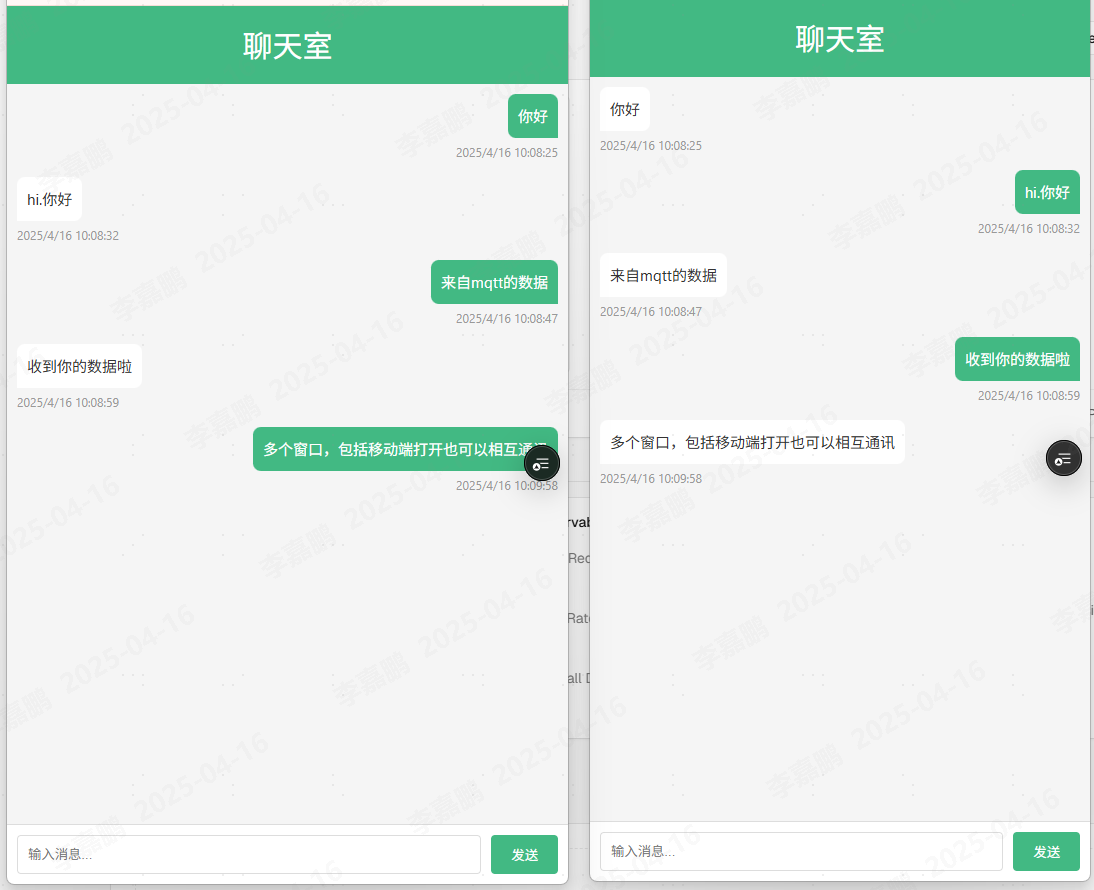 聊天室
你好
2025/4/16 10:08:25
hi.你好
2025/4/16 10:08:32
来自mqtt的数据
2025/4/16 10:08:47
收到你的数据啦
2025/4/16 10:08:59
多个窗口，包括移动端打开也可以相互通
2025/4/16 10:09:58
输入消息...
发送
聊天室
你好
2025/4/16 10:08:25
hi.你好
2025/4/16 10:08:32
来自mqtt的数据
2025/4/16 10:08:47
收到你的数据啦
2025/4/16 10:08:59
多个窗口，包括移动端打开也可以相互通讯
2025/4/16 10:09:58
输入消息...
发送
李嘉鹏 2025-04-16